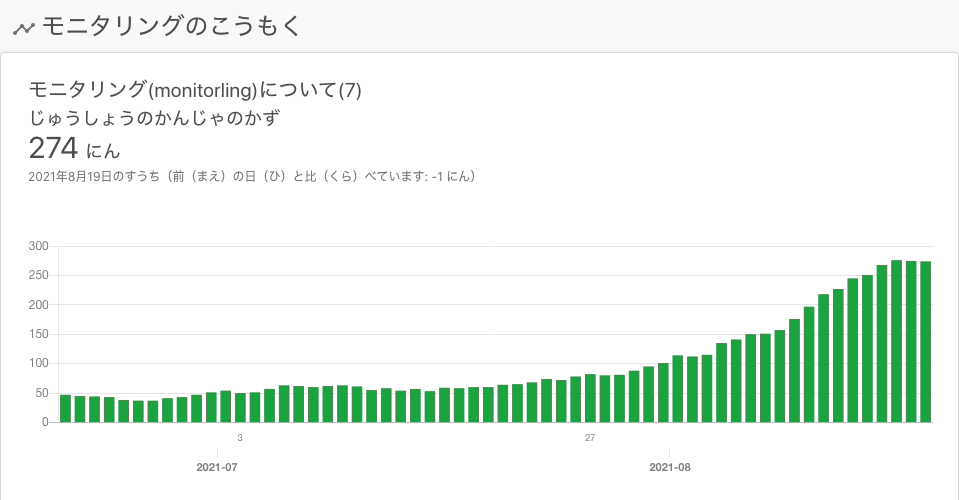 モニタリングのこうもく
モニタリング(monitorling)について(7)
じゅうしょうのかんじゃのかず
274 にん
2021年8月19日のすうち（前（まえ）の日（ひ）と比（くら）べています: -1 にん）
300
250
200
150
100
50
0
3
27
2021-07
2021-08